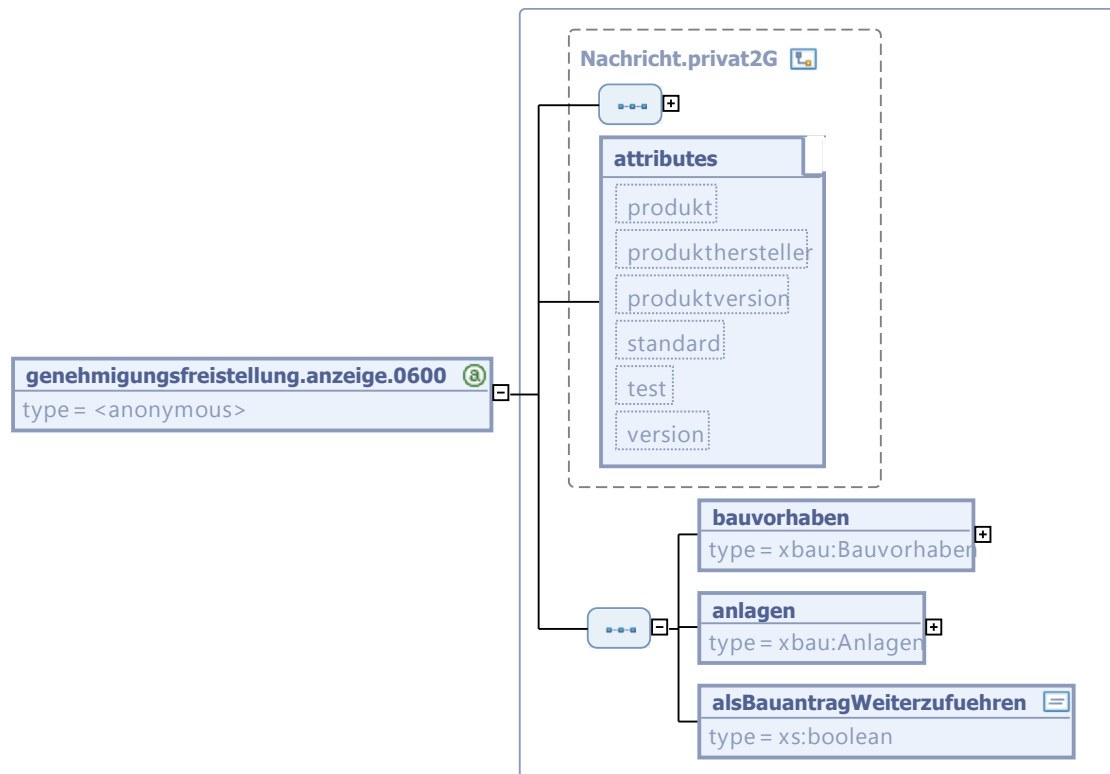 Nachricht.privat2G
attributes
produkt
produkthersteller
produktversion
standard
test
version
genehmigungsfreistellung.anzeige.0600
type = <anonymous>
bauvorhaben
type = xbau:Bauvorhaben
anlagen
type = xbau:Anlagen
alsBauantragWeiterzufuehren
type = xs:boolean